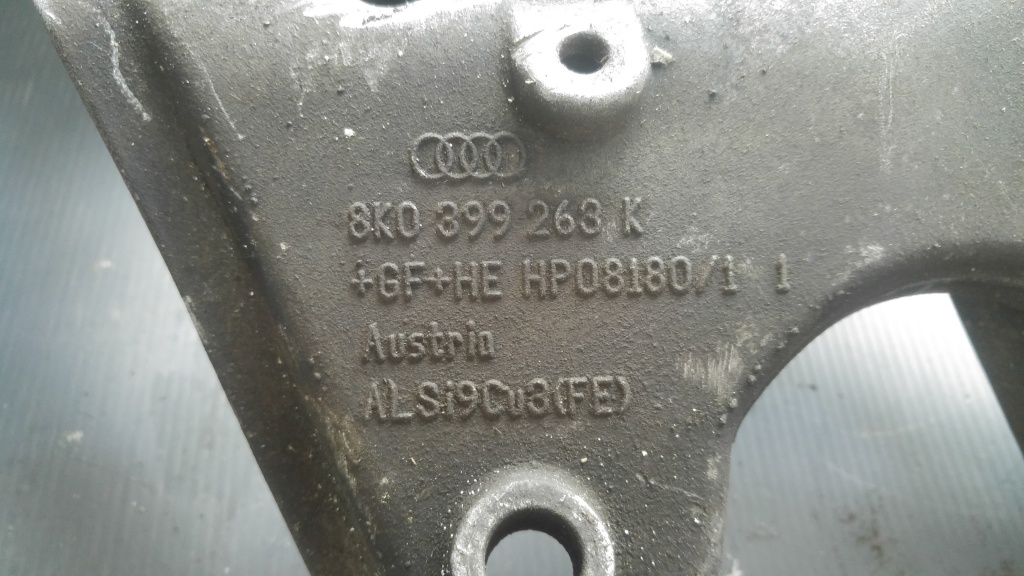 8K0 399 263 K
+GF+HE HP08180/1 1
Austria
ALSi9Cu3(FE)